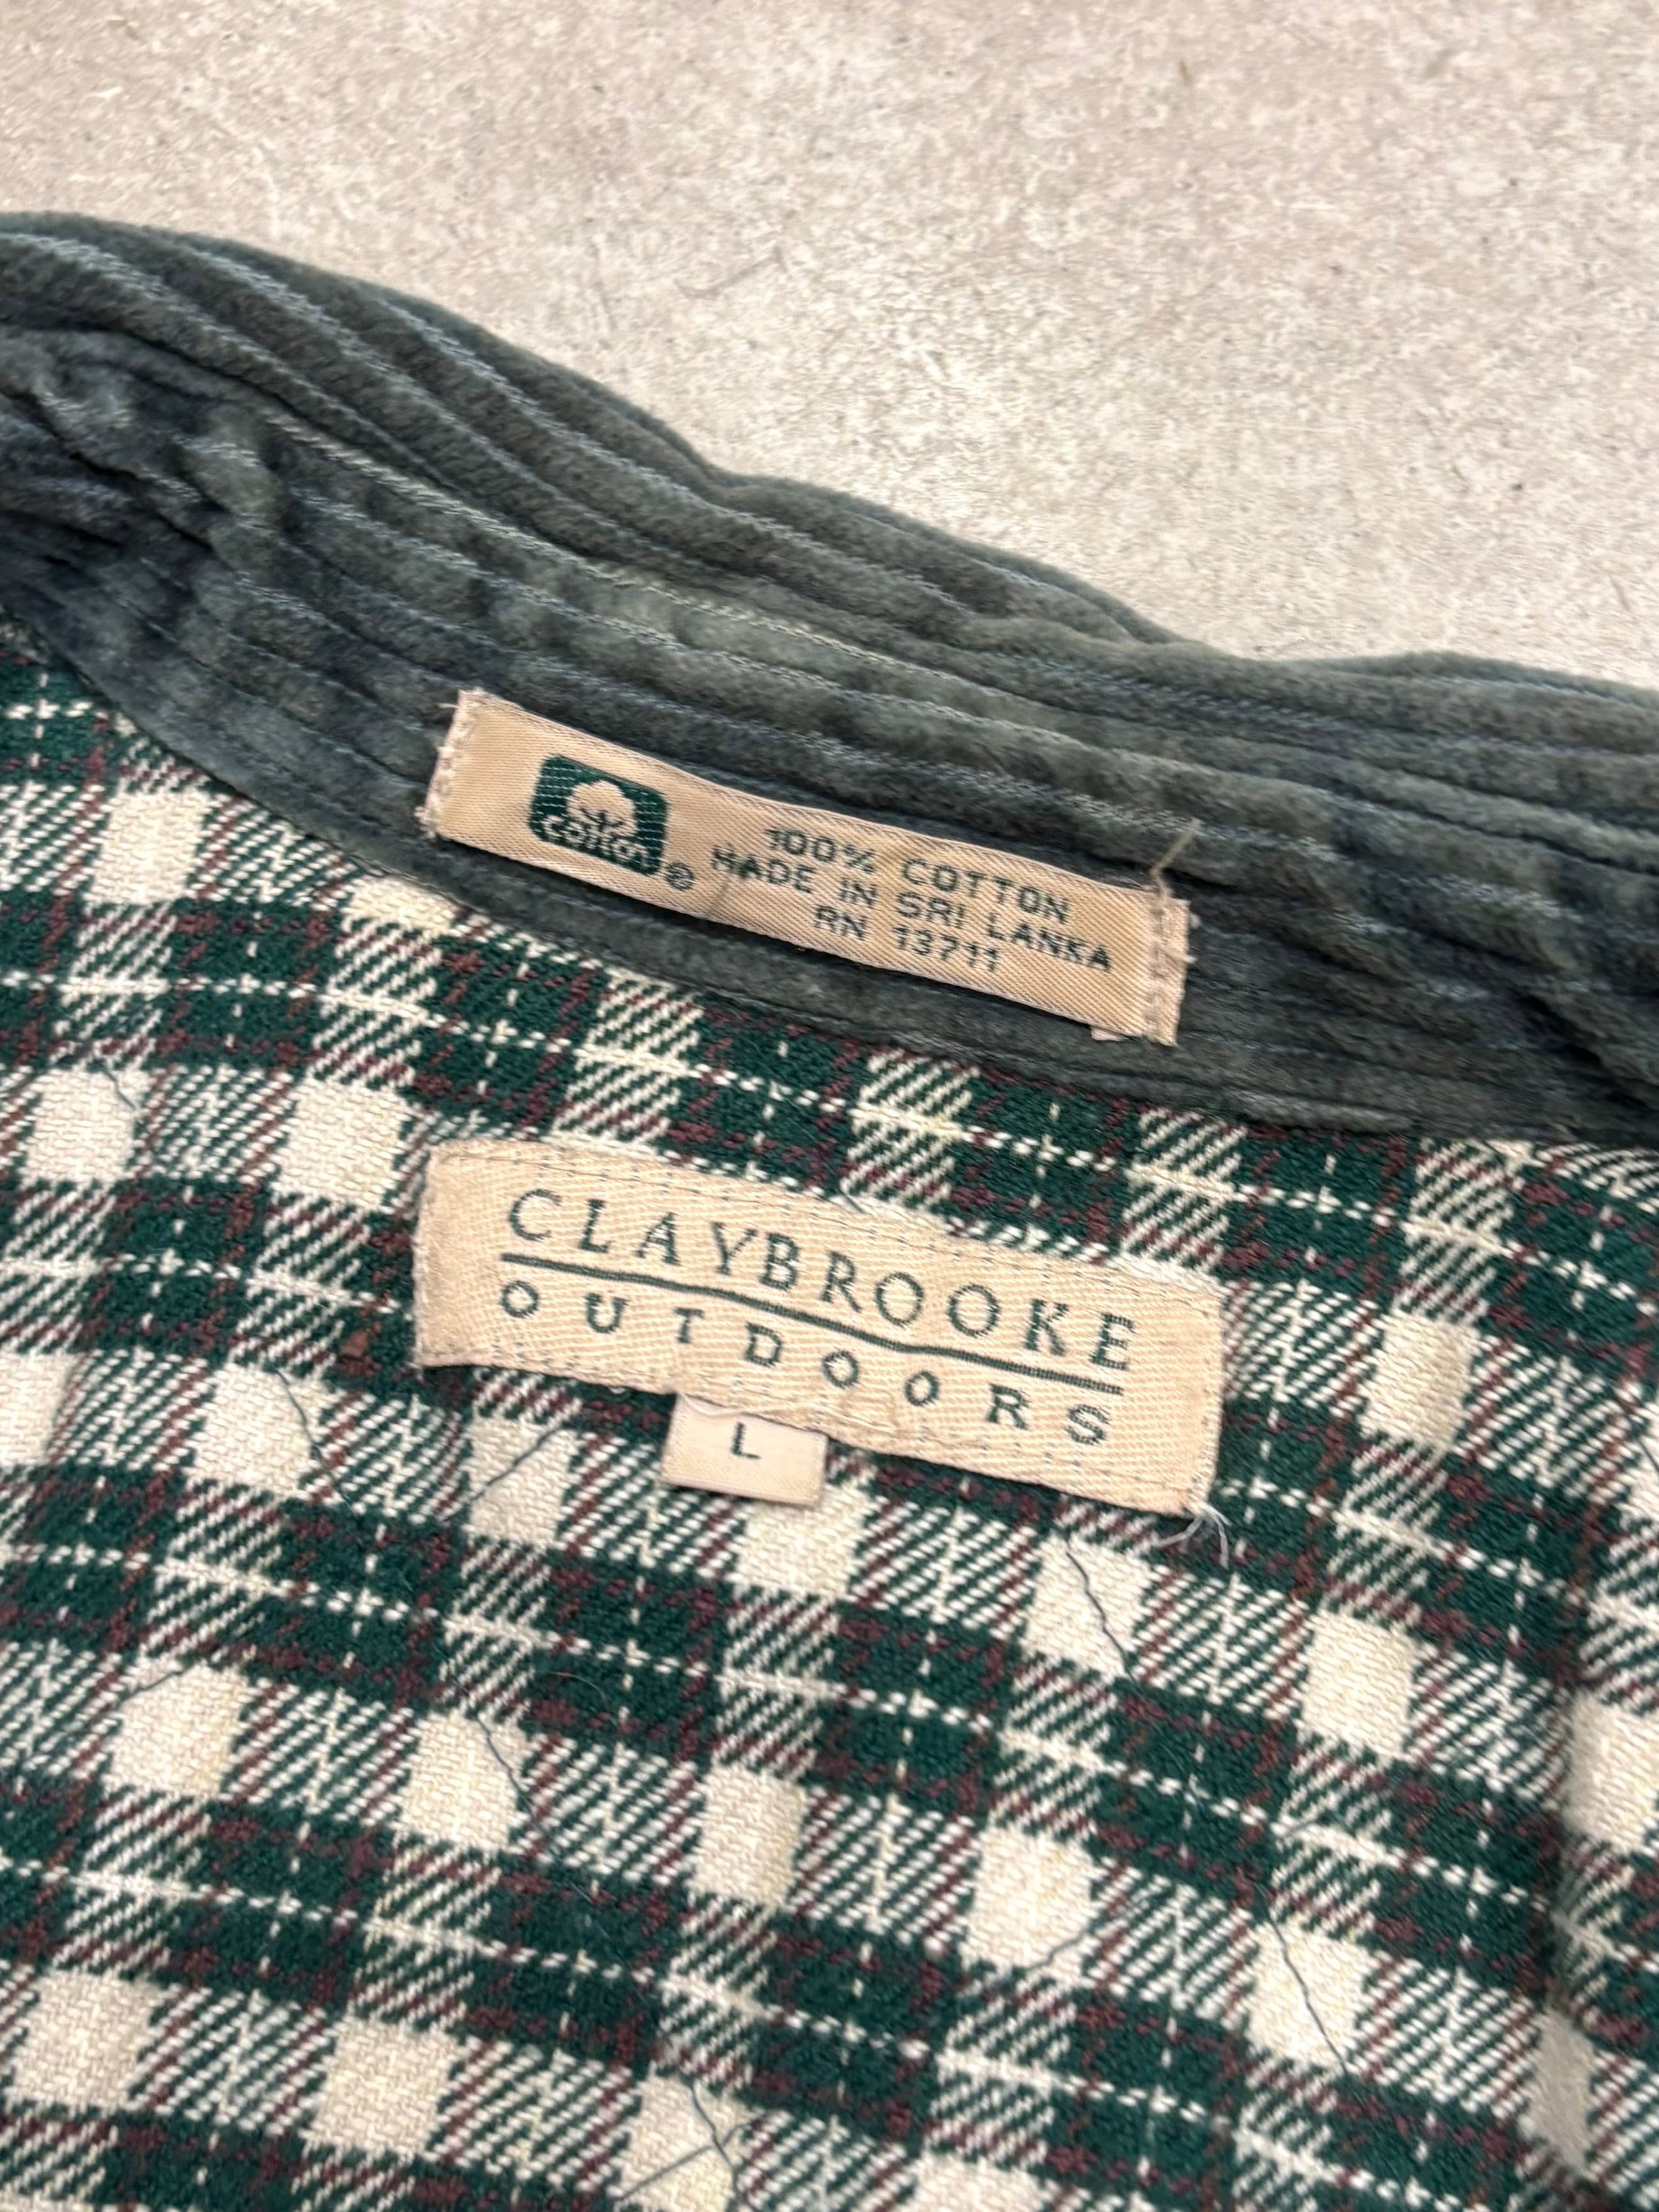 COTTON
®
100% COTTON
MADE IN SRI LANKA
RN 13711
CLAYBROOKE
OUTDOORS
L